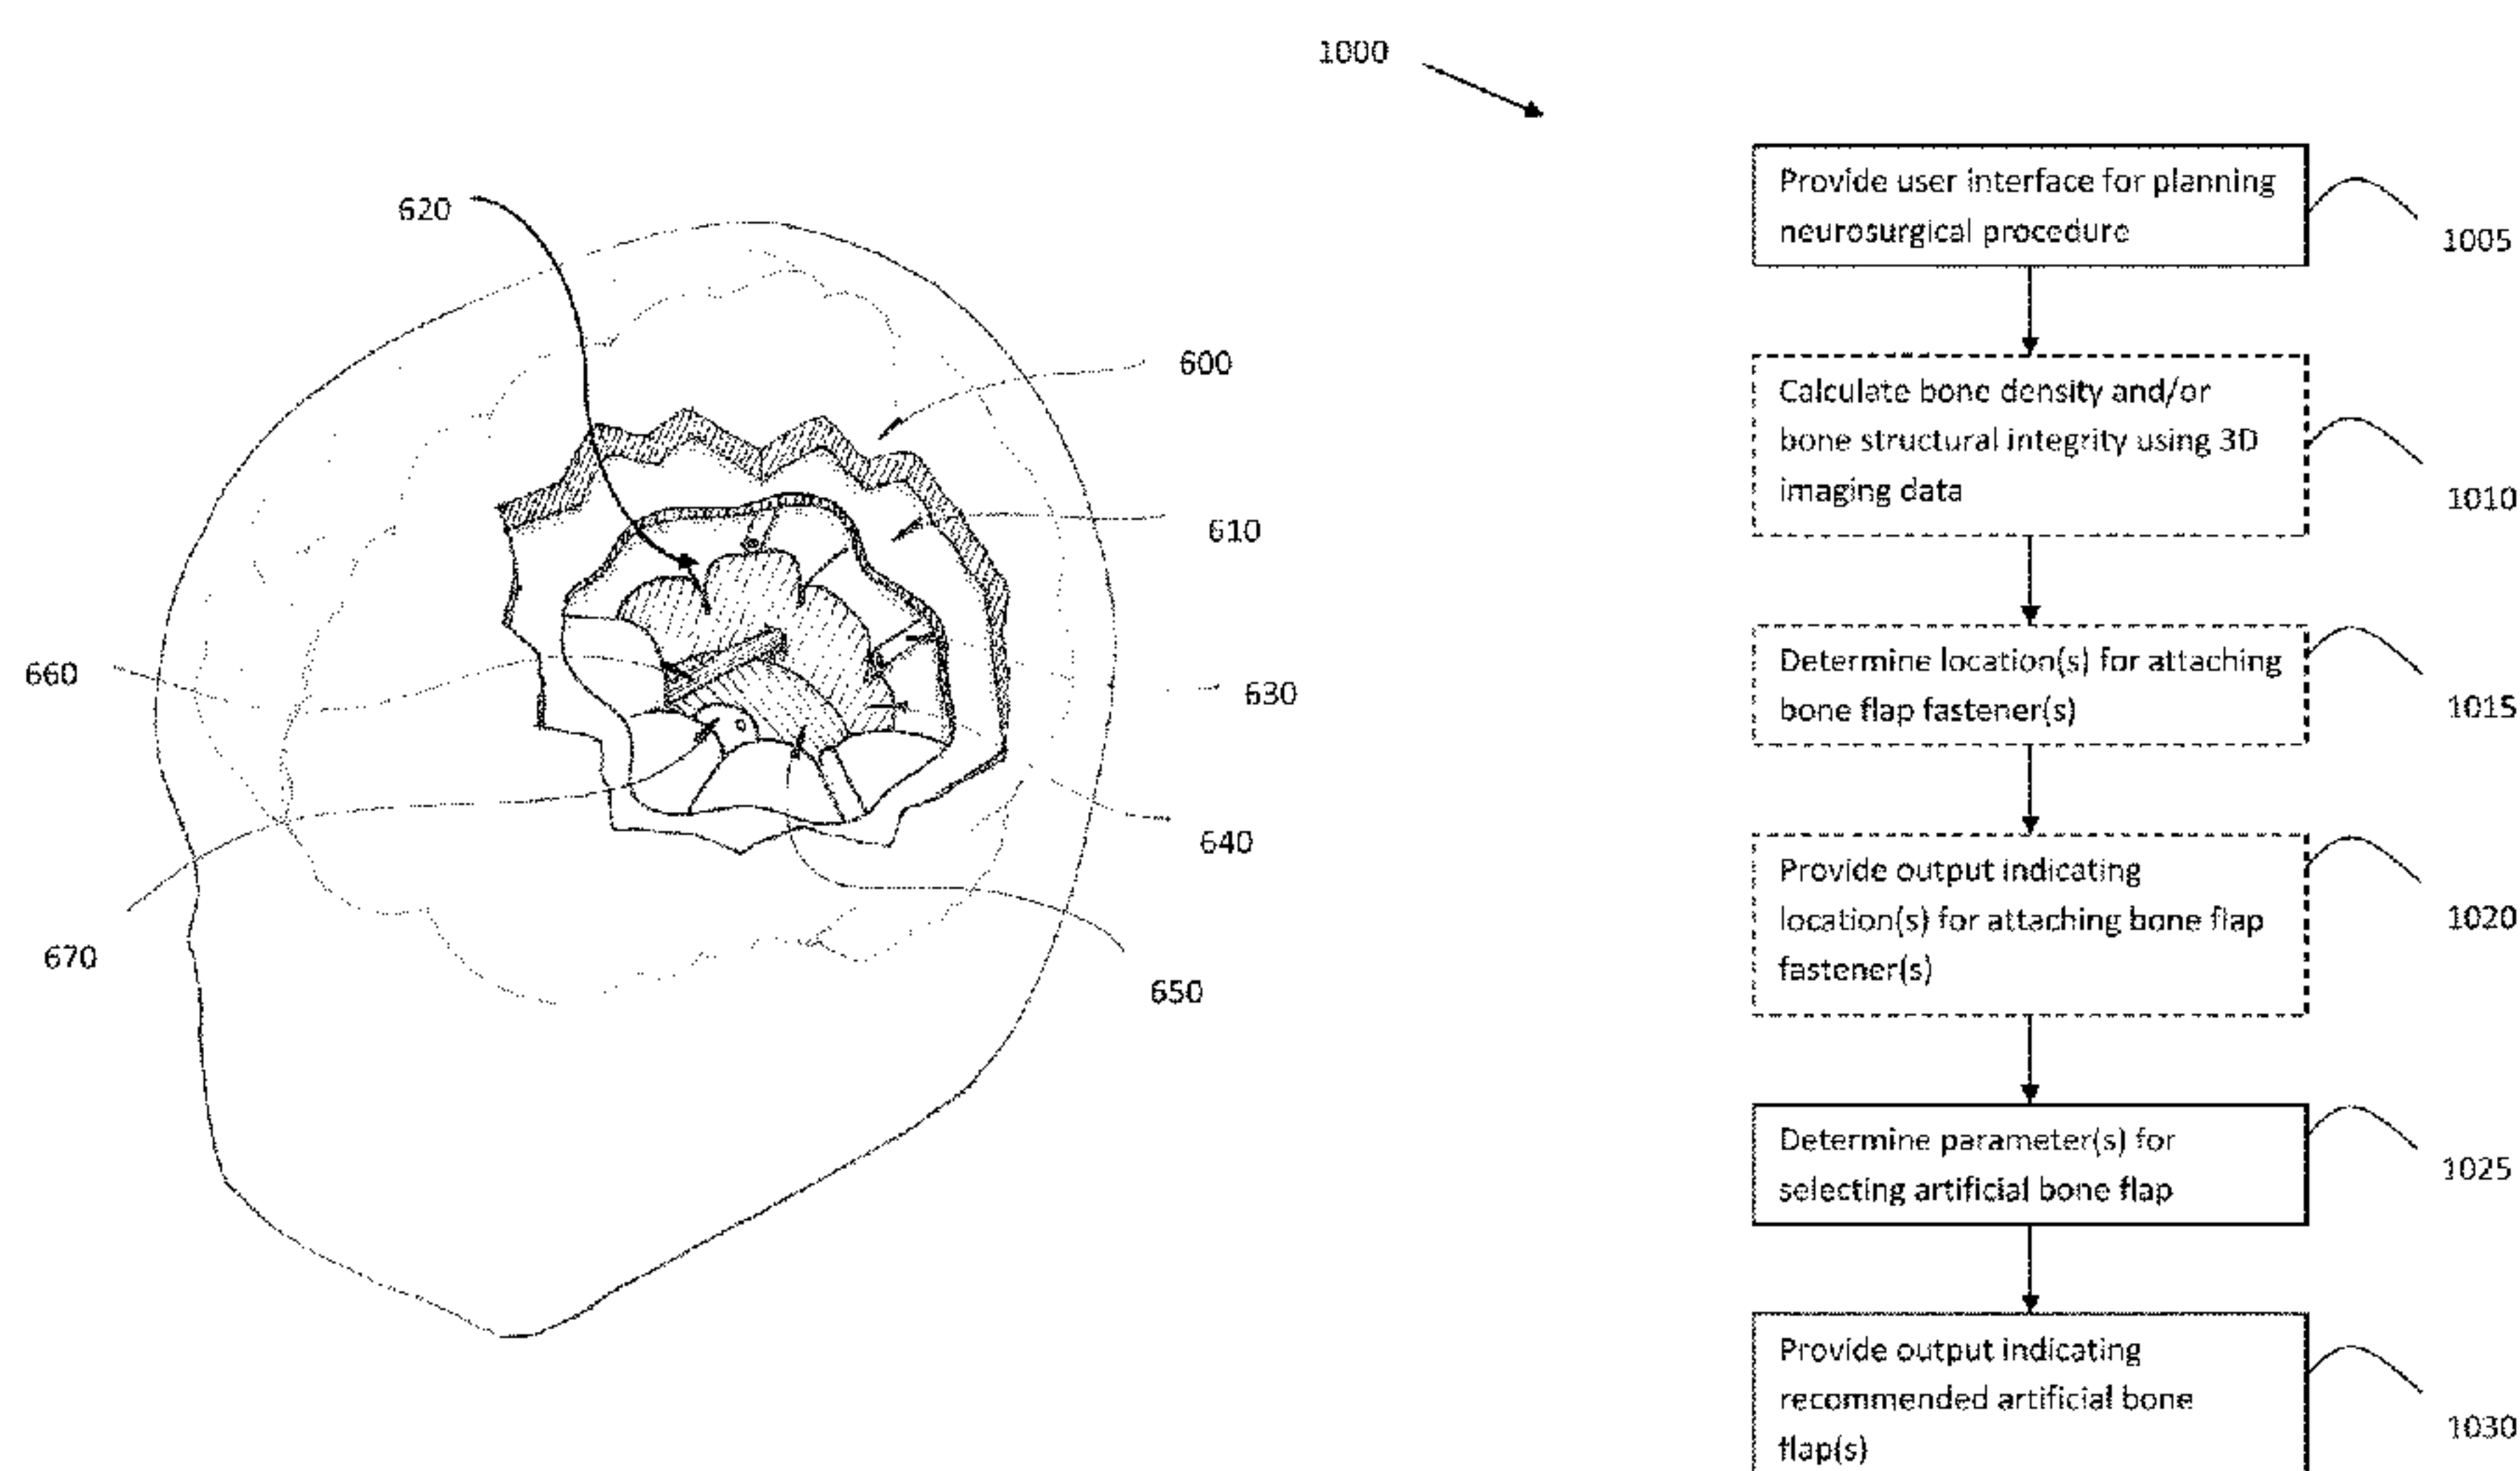 1000
620
600
610
660
630
640
670
650
Provide user interface for planning
neurosurgical procedure
1005
Calculate bone density and/or
bone structural integrity using 3D
imaging data
1010
Determine location(s) for attaching
bone flap fastener(s)
1015
Provide output indicating
location(s) for attaching bone flap
fastener(s)
1020
Determine parameter(s) for
selecting artificial bone flap
1025
Provide output indicating
recommended artificial bone
flap(s)
1030